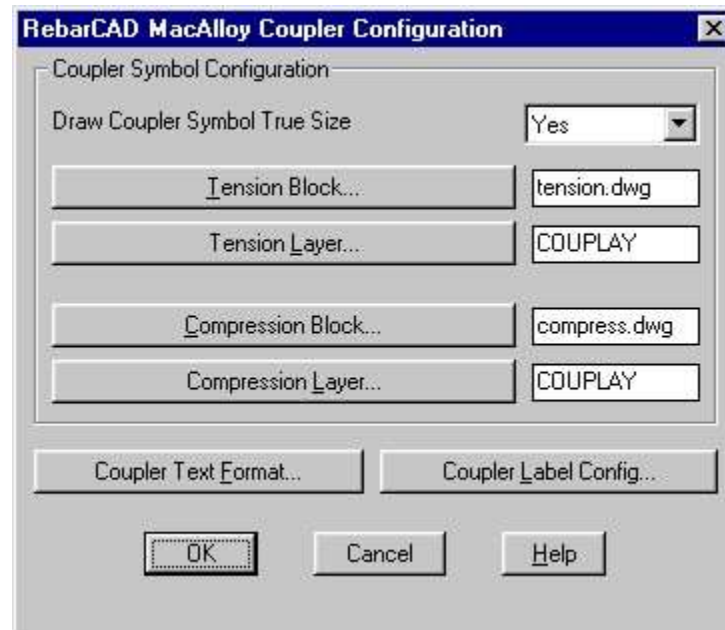 RebarCAD MacAlloy Coupler Configuration
Coupler Symbol Configuration
Draw Coupler Symbol True Size Yes
Tension Block... tension.dwg
Tension Layer... COUPLAY
Compression Block... compress.dwg
Compression Layer... COUPLAY
Coupler Text Format... Coupler Label Config...
OK Cancel Help